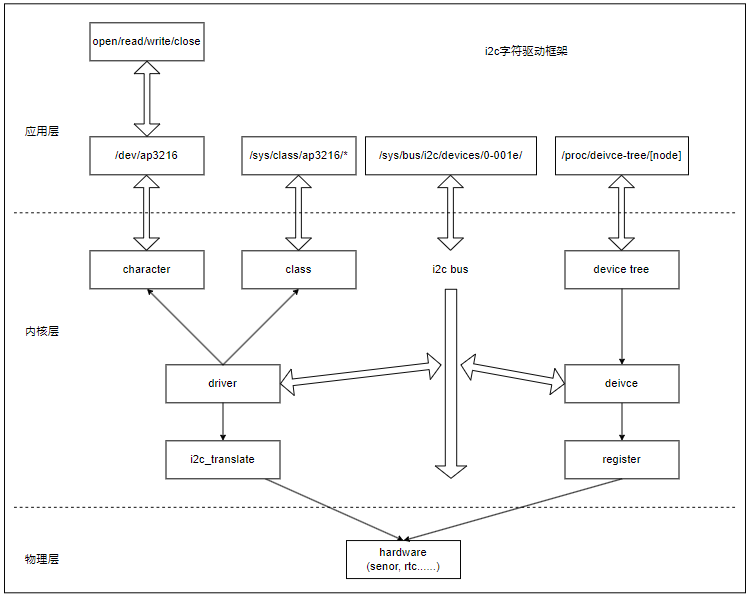 open/read/write/close
i2c字符驱动框架
应用层
/dev/ap3216
/sys/class/ap3216/*
/sys/bus/i2c/devices/0-001e/
/proc/deivce-tree/[node]
character
class
i2c bus
device tree
内核层
driver
deivce
i2c_translate
register
物理层
hardware
(senor, rtc......)